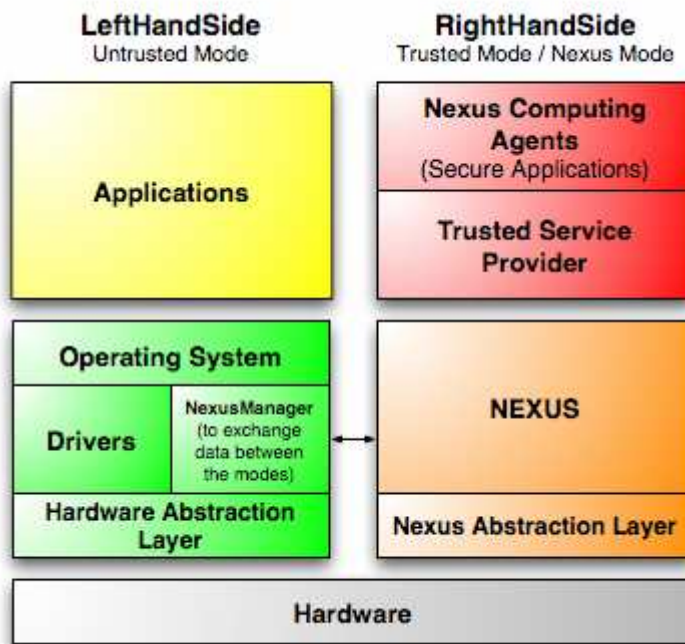 LeftHandSide
Untrusted Mode
RightHandSide
Trusted Mode / Nexus Mode
Applications
Nexus Computing
Agents
(Secure Applications)
Trusted Service
Provider
Operating System
Drivers
NexusManager
(to exchange
data between
the modes)
Hardware Abstraction
Layer
NEXUS
Nexus Abstraction Layer
Hardware